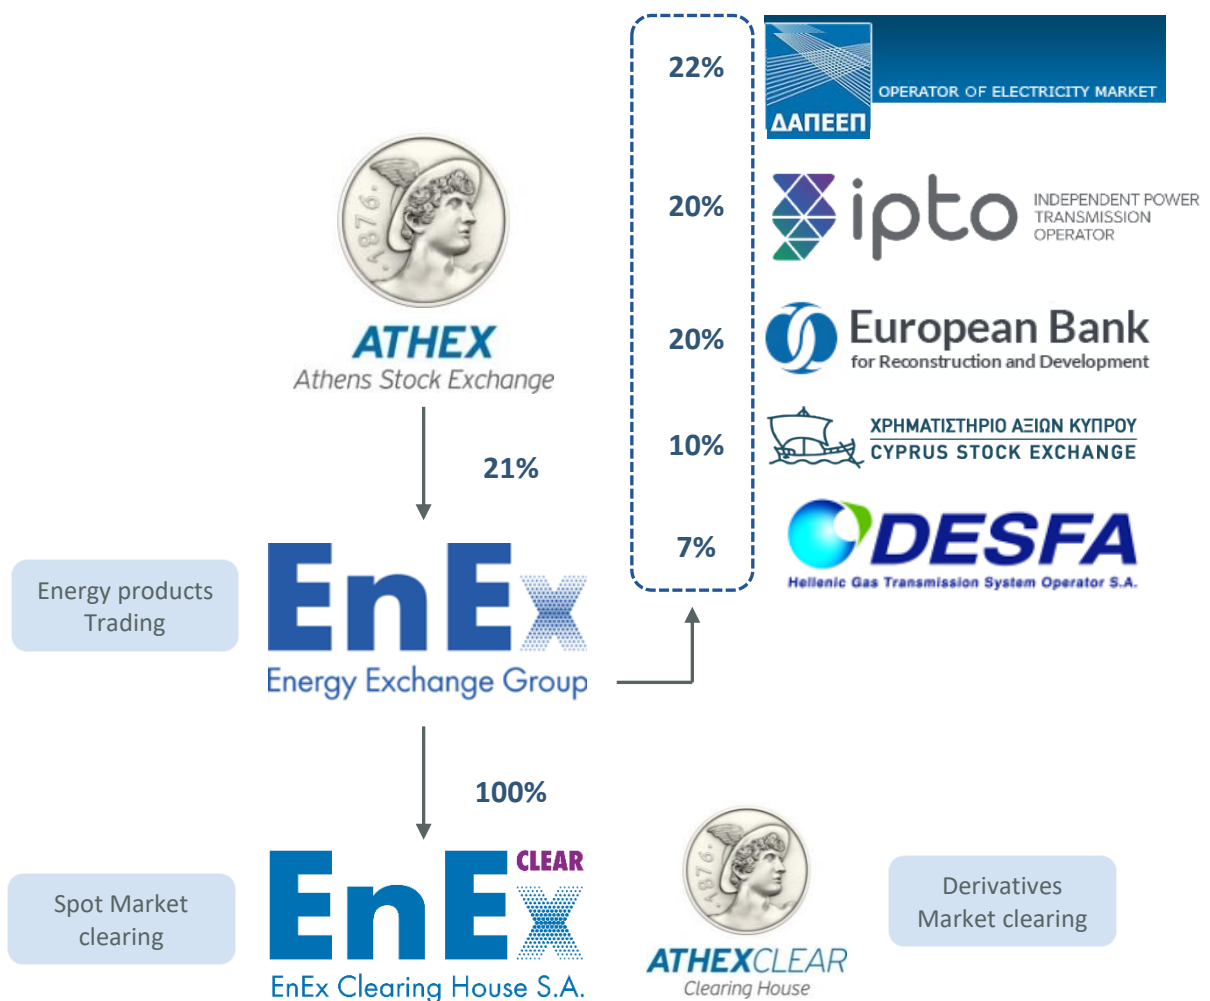 22%
ΔΑΠΕΕΠ
OPERATOR OF ELECTRICITY MARKET
·1876·
ATHEX
Athens Stock Exchange
20%
ipto
INDEPENDENT POWER
TRANSMISSION
OPERATOR
20%
European Bank
for Reconstruction and Development
10%
ΧΡΗΜΑΤΙΣΤΗΡΙΟ ΑΞΙΩΝ ΚΥΠΡΟΥ
CYPRUS STOCK EXCHANGE
21%
7%
DESFA
Hellenic Gas Transmission System Operator S.A.
Energy products
Trading
EnEx
Energy Exchange Group
100%
Spot Market
clearing
EnEx CLEAR
EnEx Clearing House S.A.
·1876·
ATHEXCLEAR
Clearing House
Derivatives
Market clearing